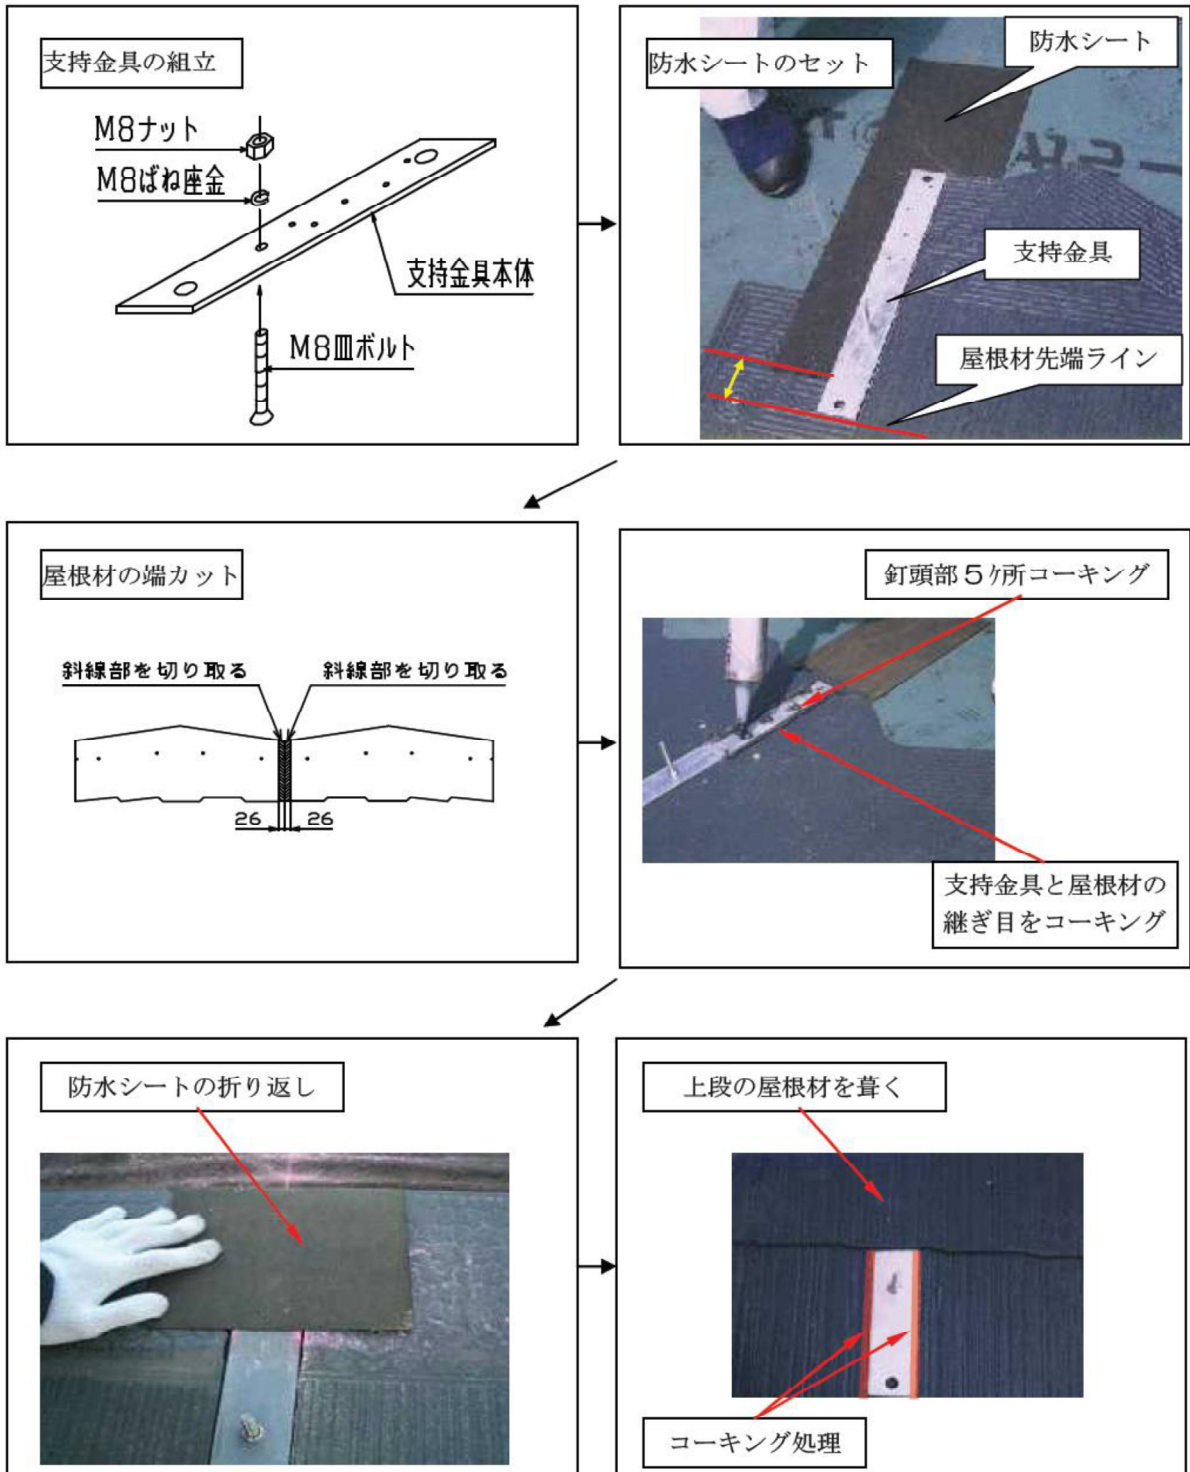 支持金具の組立
M8ナット
M8ばね座金
支持金具本体
M8皿ボルト
防水シートのセット
防水シート
支持金具
屋根材先端ライン
屋根材の端カット
斜線部を切り取る
斜線部を切り取る
26
26
釘頭部5ケ所コーキング
支持金具と屋根材の
継ぎ目をコーキング
防水シートの折り返し
上段の屋根材を葺く
コーキング処理